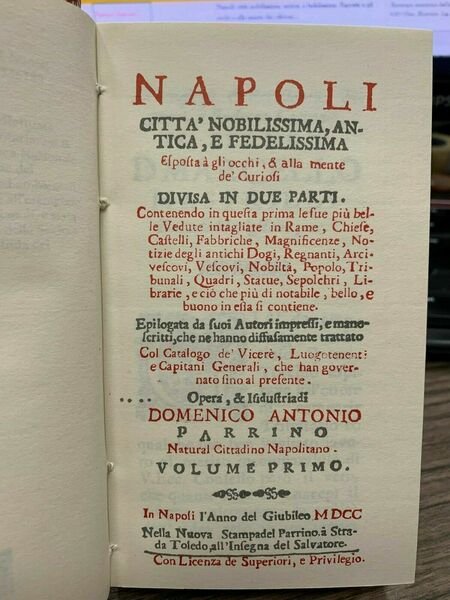 NAPOLI
CITTA' NOBILISSIMA, AN-
TICA, E FEDELISSIMA
Esposta à gli occhi, & alla mente
de' Curiosi
DIVISA IN DUE PARTI.
Contenendo in questa prima le sue più bel-
le Vedute intagliate in Rame, Chiese,
Castelli, Fabbriche, Magnificenze, No-
tizie degli antichi Dogi, Regnanti, Arci-
vescovi, Vescovi, Nobiltà, Popolo, Tri-
bunali, Quadri, Statue, Sepolchri, Li-
brarie, e ciò che più di notabile, bello, e
buono in essa si contiene.
Epilogata da suoi Autori impressi, e mano-
scritti, che ne hanno diffusamente trattato
Col Catalogo de' Vicerè, Luogotenenti
e Capitani Generali, che han gover-
nato sino al presente.
Opera, & Industria di
DOMENICO ANTONIO
PARRINO
Natural Cittadino Napolitano.
VOLUME PRIMO.
In Napoli l'Anno del Giubileo MDCC
Nella Nuova Stampa del Parrino. à Stra-
da Toledo, all'Insegna del Salvatore.
Con Licenza de' Superiori, e Privilegio.